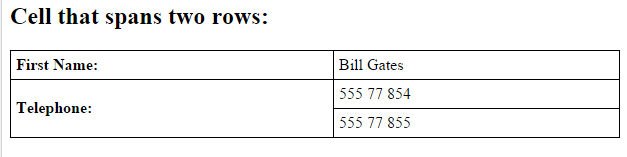 Cell that spans two rows:
First Name: Bill Gates
Telephone: 555 77 854
555 77 855